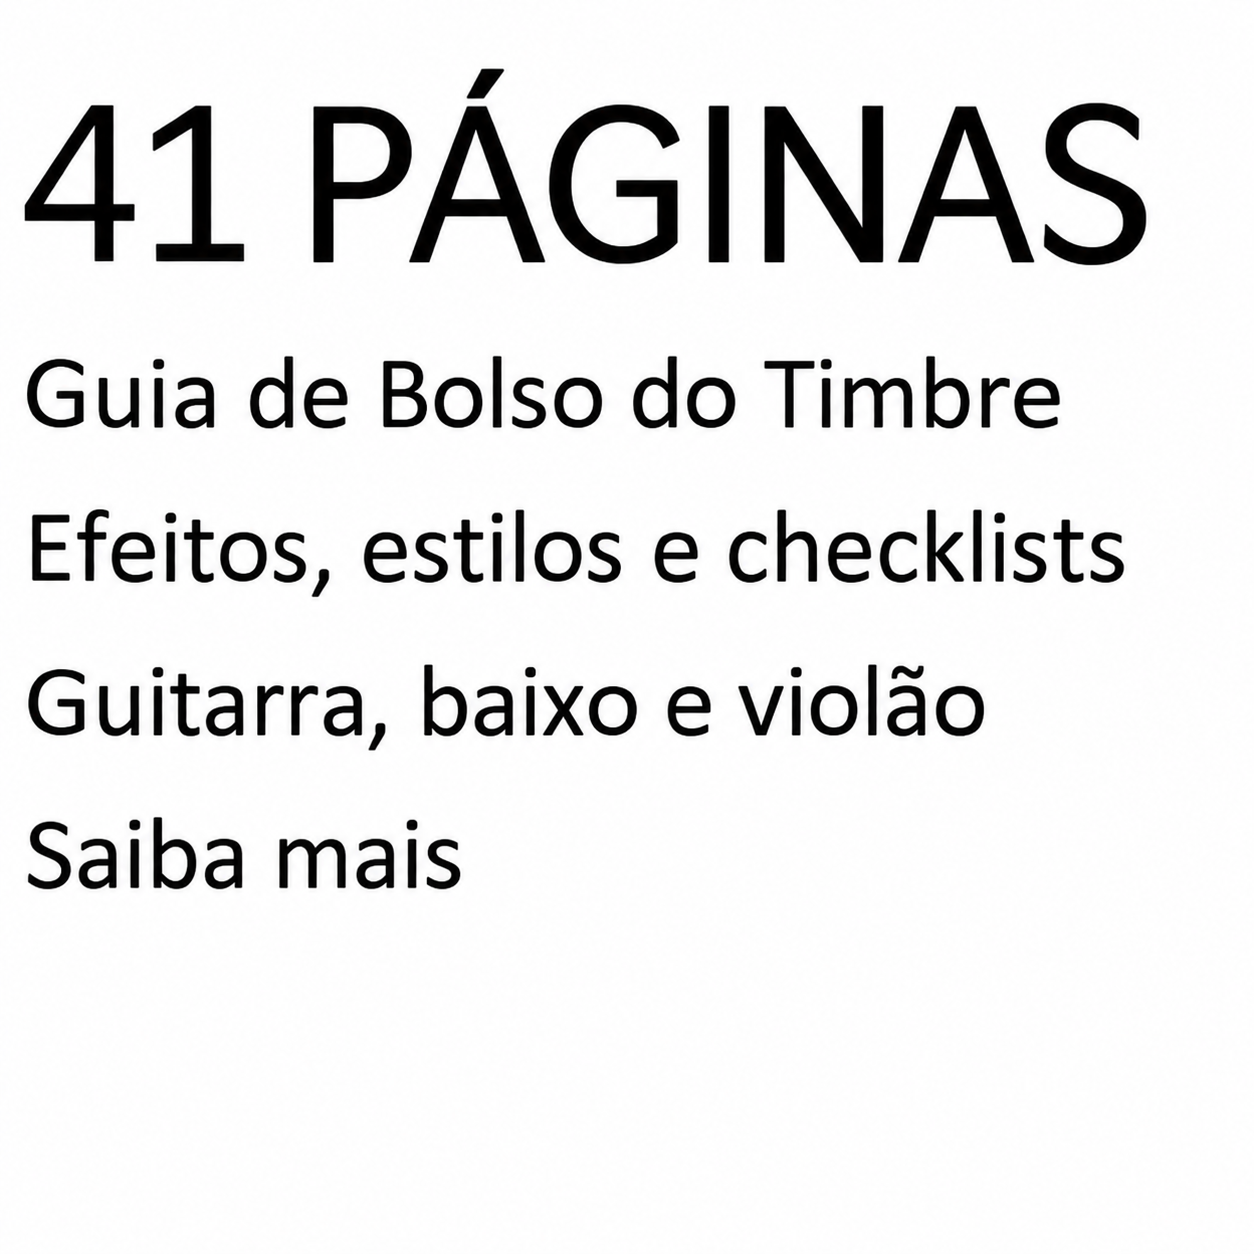 41 PÁGINAS
Guia de Bolso do Timbre
Efeitos, estilos e checklists
Guitarra, baixo e violão
Saiba mais